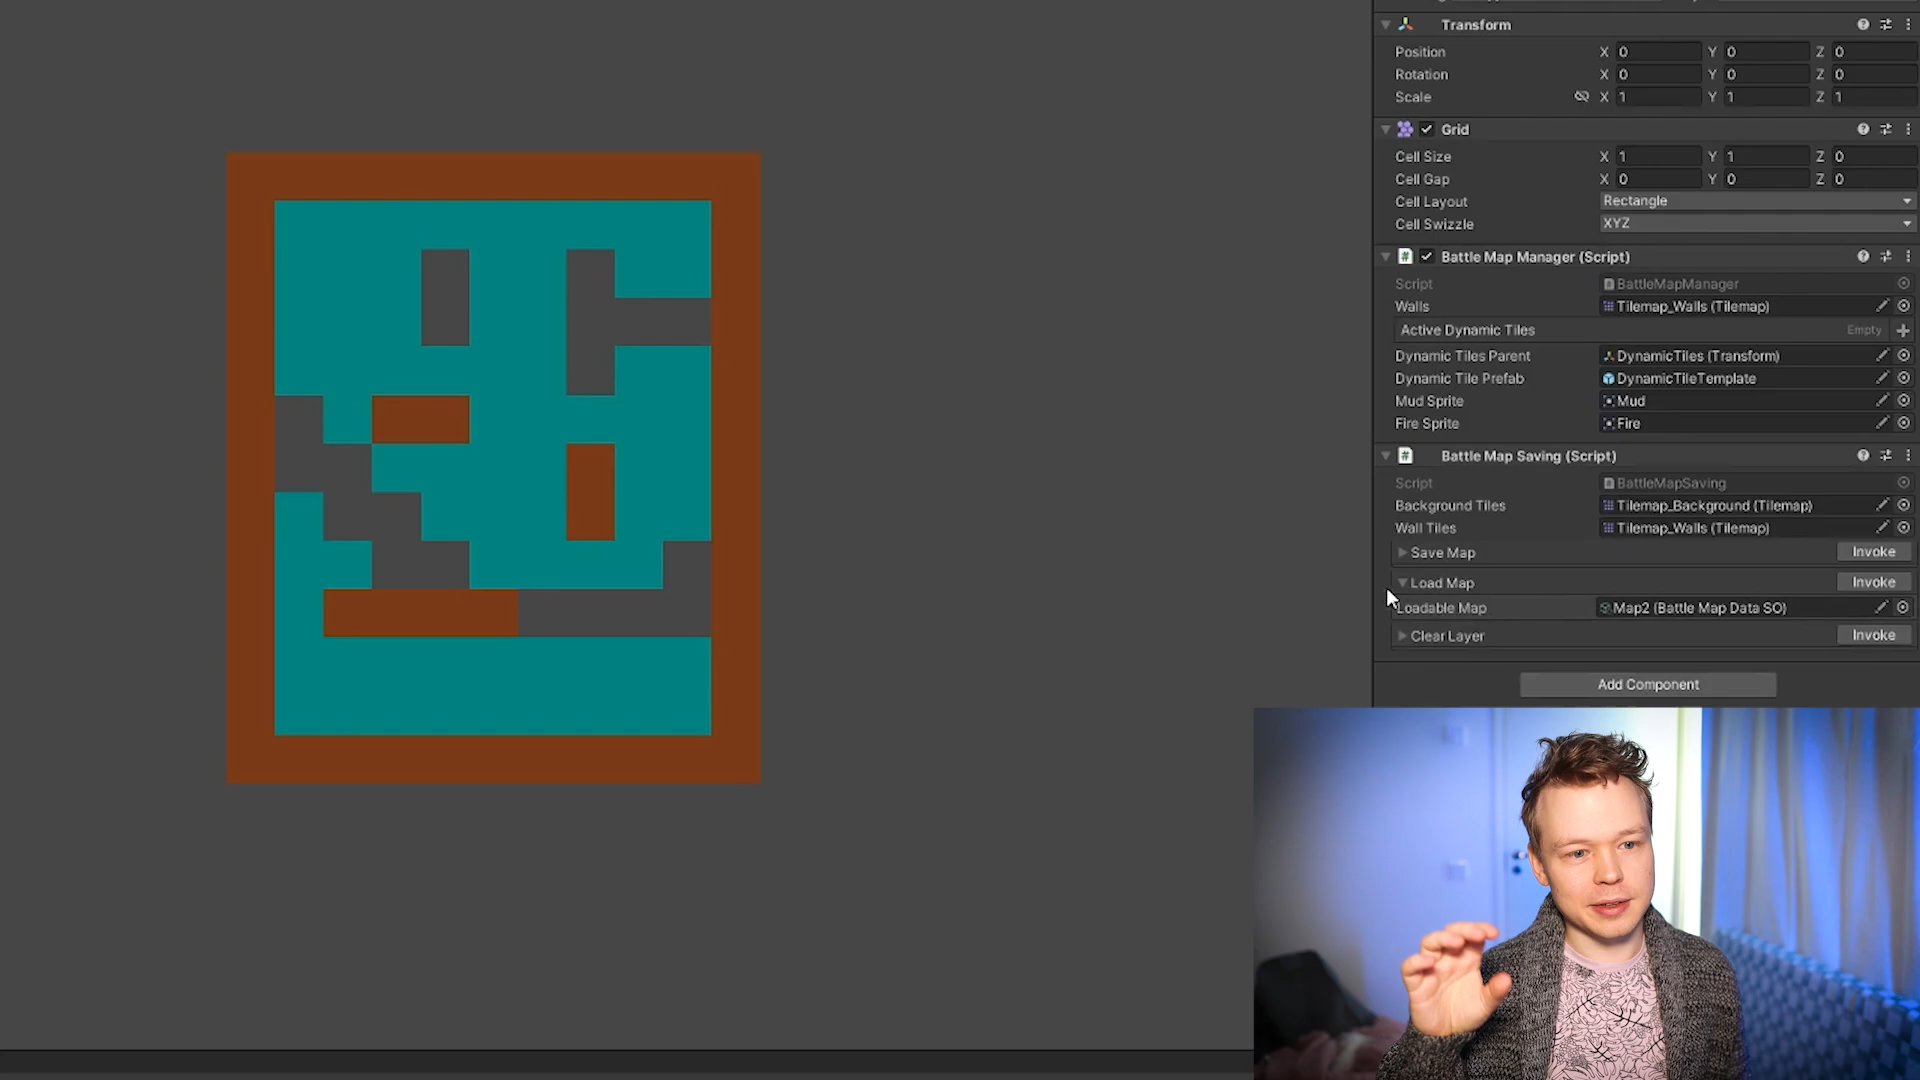 Transform
Position X 0 Y 0 Z 0
Rotation X 0 Y 0 Z 0
Scale X 1 Y 1 Z 1
Grid
Cell Size X 1 Y 1 Z 0
Cell Gap X 0 Y 0 Z 0
Cell Layout Rectangle
Cell Swizzle XYZ
# Battle Map Manager (Script)
Script BattleMapManager
Walls Tilemap_Walls (Tilemap)
Active Dynamic Tiles Empty
Dynamic Tiles Parent DynamicTiles (Transform)
Dynamic Tile Prefab DynamicTileTemplate
Mud Sprite Mud
Fire Sprite Fire
# Battle Map Saving (Script)
Script BattleMapSaving
Background Tiles Tilemap_Background (Tilemap)
Wall Tiles Tilemap_Walls (Tilemap)
Save Map Invoke
Load Map Invoke
Loadable Map Map2 (Battle Map Data SO)
Clear Layer Invoke
Add Component